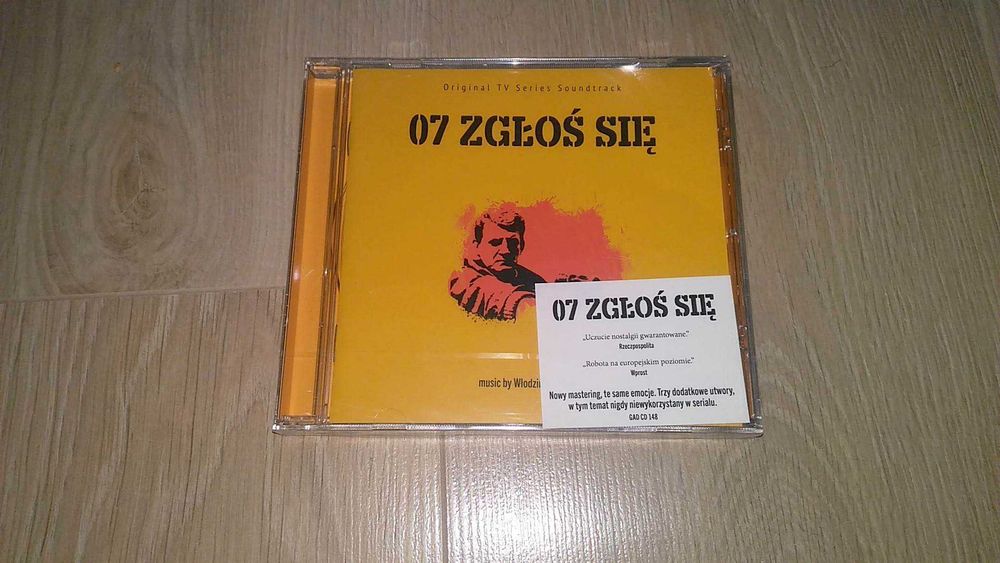 Original TV Series Soundtrack
07 ZGŁOŚ SIĘ
music by
07 ZGŁOŚ SIĘ
„Uczucie nostalgii gwarantowane.”
Rzeczpospolita
„Robota na europejskim poziomie.”
Wprost
Nowy mastering, te same emocje. Trzy dodatkowe utwory,
w tym temat nigdy niewykorzystany w serialu.
GAD CD 148